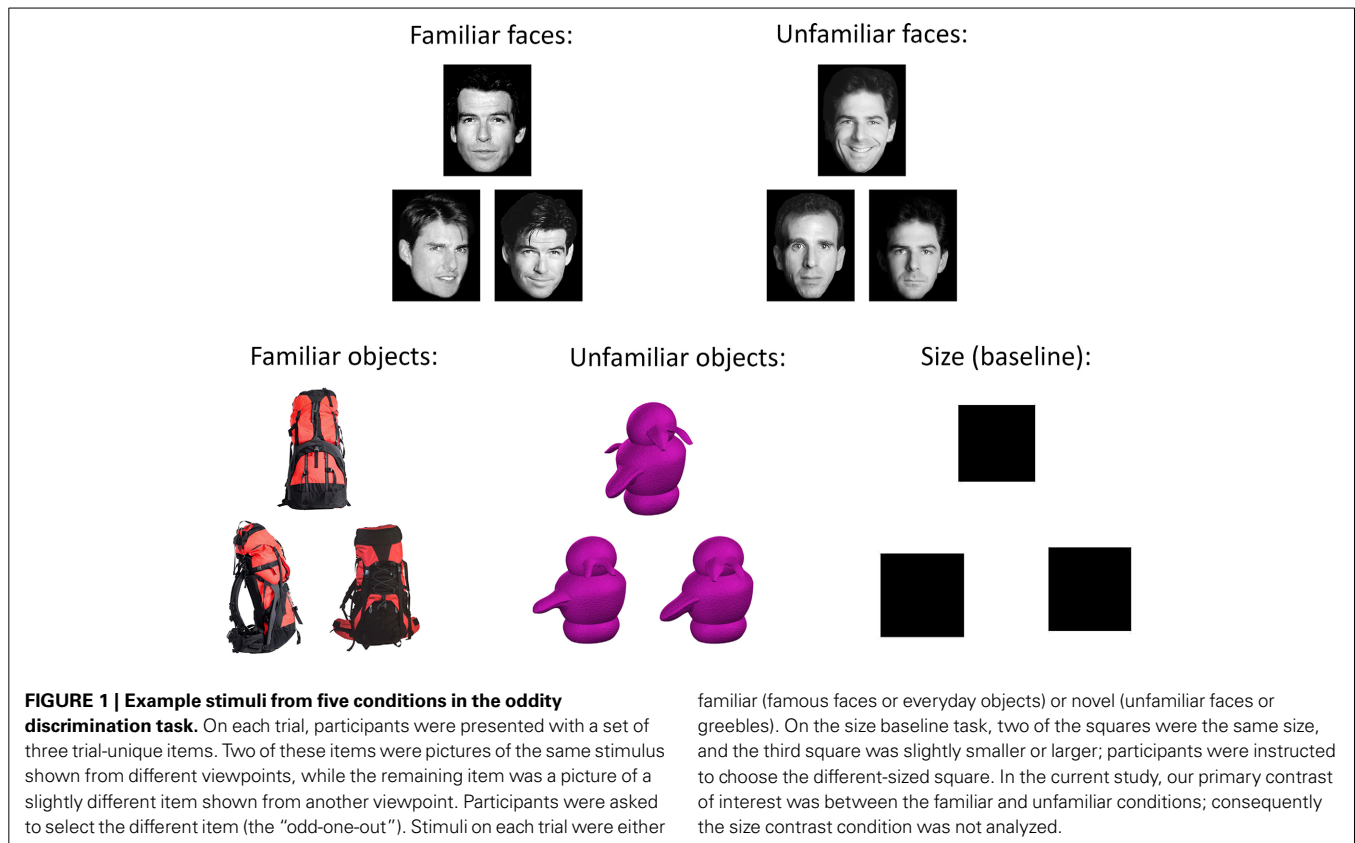 Familiar faces:
Unfamiliar faces:
Familiar objects:
Unfamiliar objects:
Size (baseline):
FIGURE 1 | Example stimuli from five conditions in the oddity
discrimination task. On each trial, participants were presented with a set of
three trial-unique items. Two of these items were pictures of the same stimulus
shown from different viewpoints, while the remaining item was a picture of a
slightly different item shown from another viewpoint. Participants were asked
to select the different item (the “odd-one-out”). Stimuli on each trial were either
familiar (famous faces or everyday objects) or novel (unfamiliar faces or
greebles). On the size baseline task, two of the squares were the same size,
and the third square was slightly smaller or larger; participants were instructed
to choose the different-sized square. In the current study, our primary contrast
of interest was between the familiar and unfamiliar conditions; consequently
the size contrast condition was not analyzed.